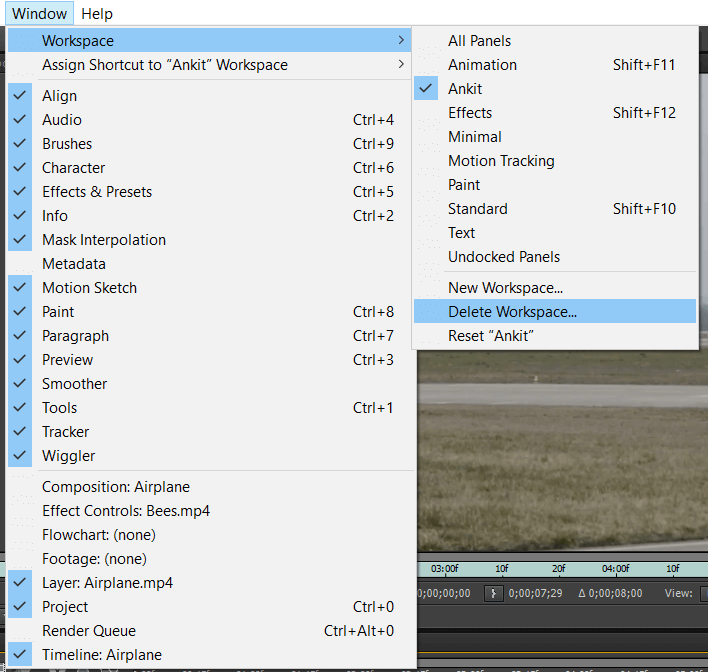 Window Help
Workspace
Assign Shortcut to “Ankit” Workspace
Align
Audio Ctrl+4
Brushes Ctrl+9
Character Ctrl+6
Effects & Presets Ctrl+5
Info Ctrl+2
Mask Interpolation
Metadata
Motion Sketch
Paint Ctrl+8
Paragraph Ctrl+7
Preview Ctrl+3
Smoother
Tools Ctrl+1
Tracker
Wiggler
Composition: Airplane
Effect Controls: Bees.mp4
Flowchart: (none)
Footage: (none)
Layer: Airplane.mp4
Project Ctrl+0
Render Queue Ctrl+Alt+0
Timeline: Airplane
All Panels
Animation Shift+F11
Ankit
Effects Shift+F12
Minimal
Motion Tracking
Paint
Standard Shift+F10
Text
Undocked Panels
New Workspace...
Delete Workspace...
Reset “Ankit”
03:00f 10f 20f 04:00f 10f
0;00;00;00 0;00;07;29 Δ 0;00;08;00 View: